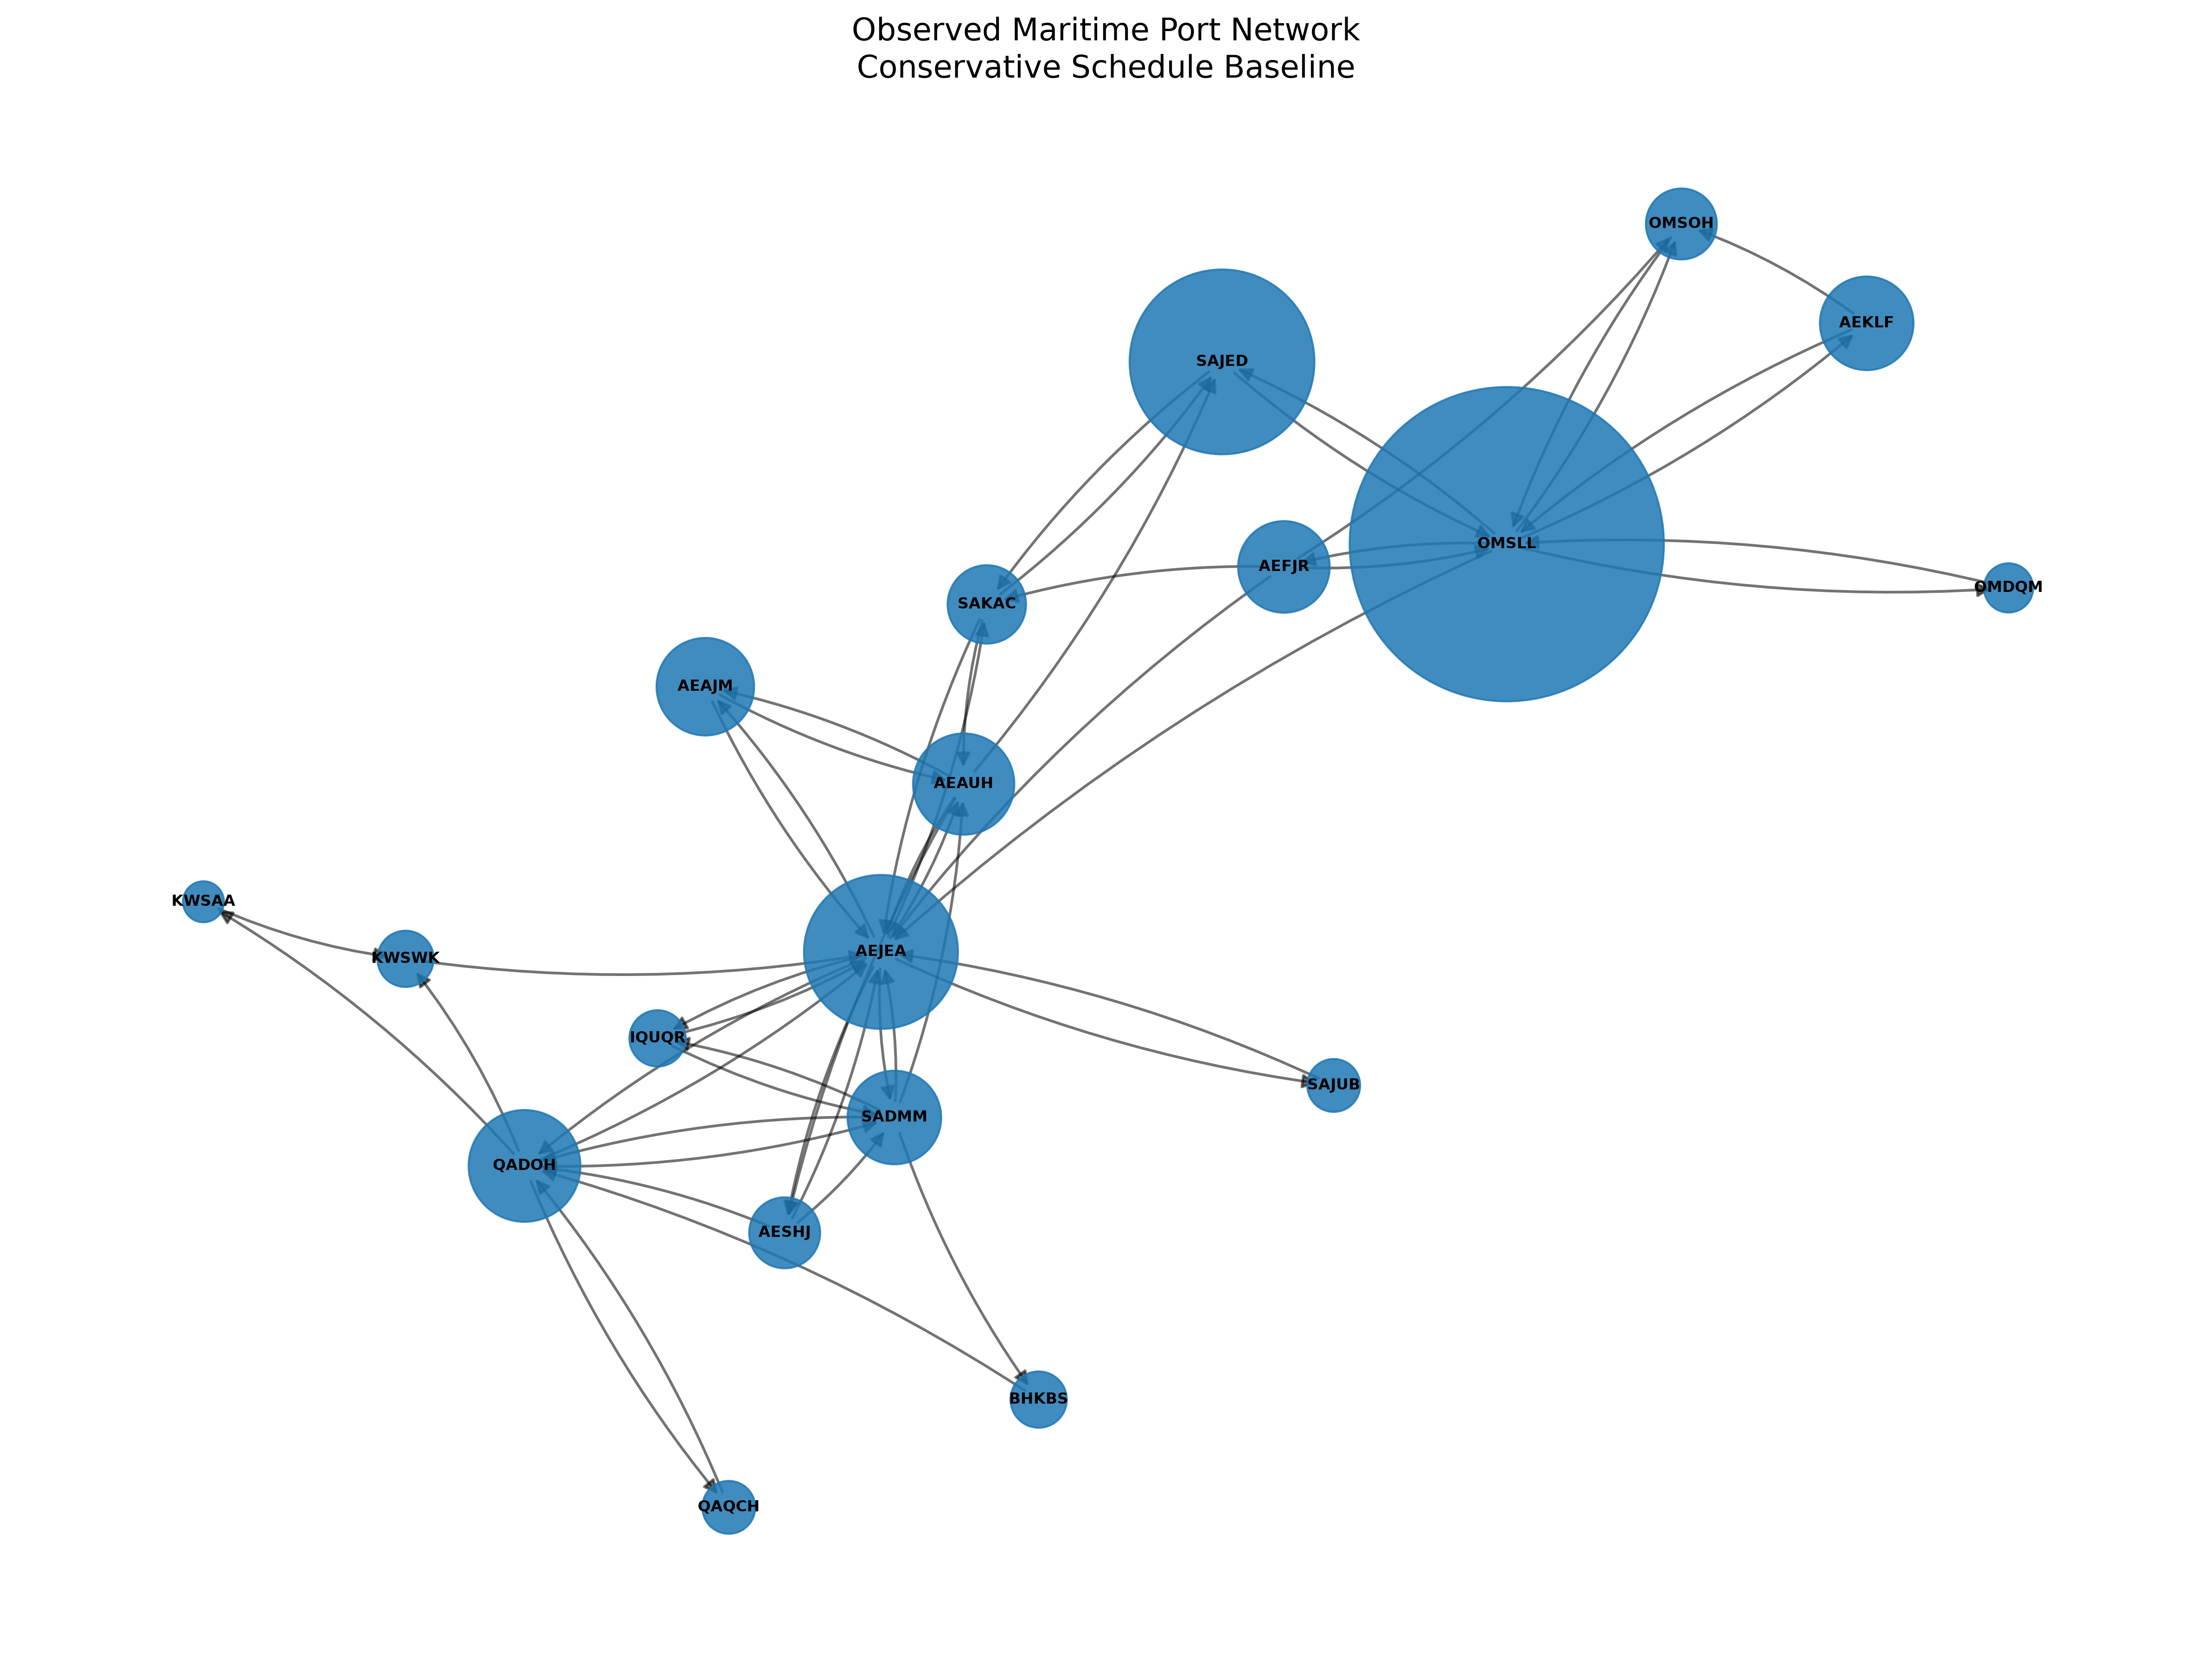 Observed Maritime Port Network
Conservative Schedule Baseline
OMSOH
AEKLF
SAJED
OMSLL
AEFJR
OMDQM
SAKAC
AEAJM
AEAUH
KWSAA
AEJEA
KWSWK
IQUQR
SAJUB
SADMM
QADOH
AESHJ
BHKBS
QAQCH